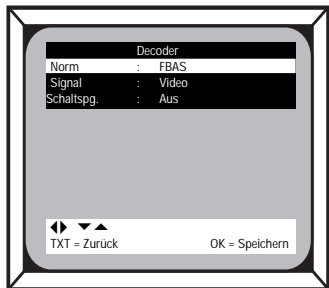 Decoder
Norm : FBAS
Signal : Video
Schaltspg. : Aus
TXT = Zurück OK = Speichern